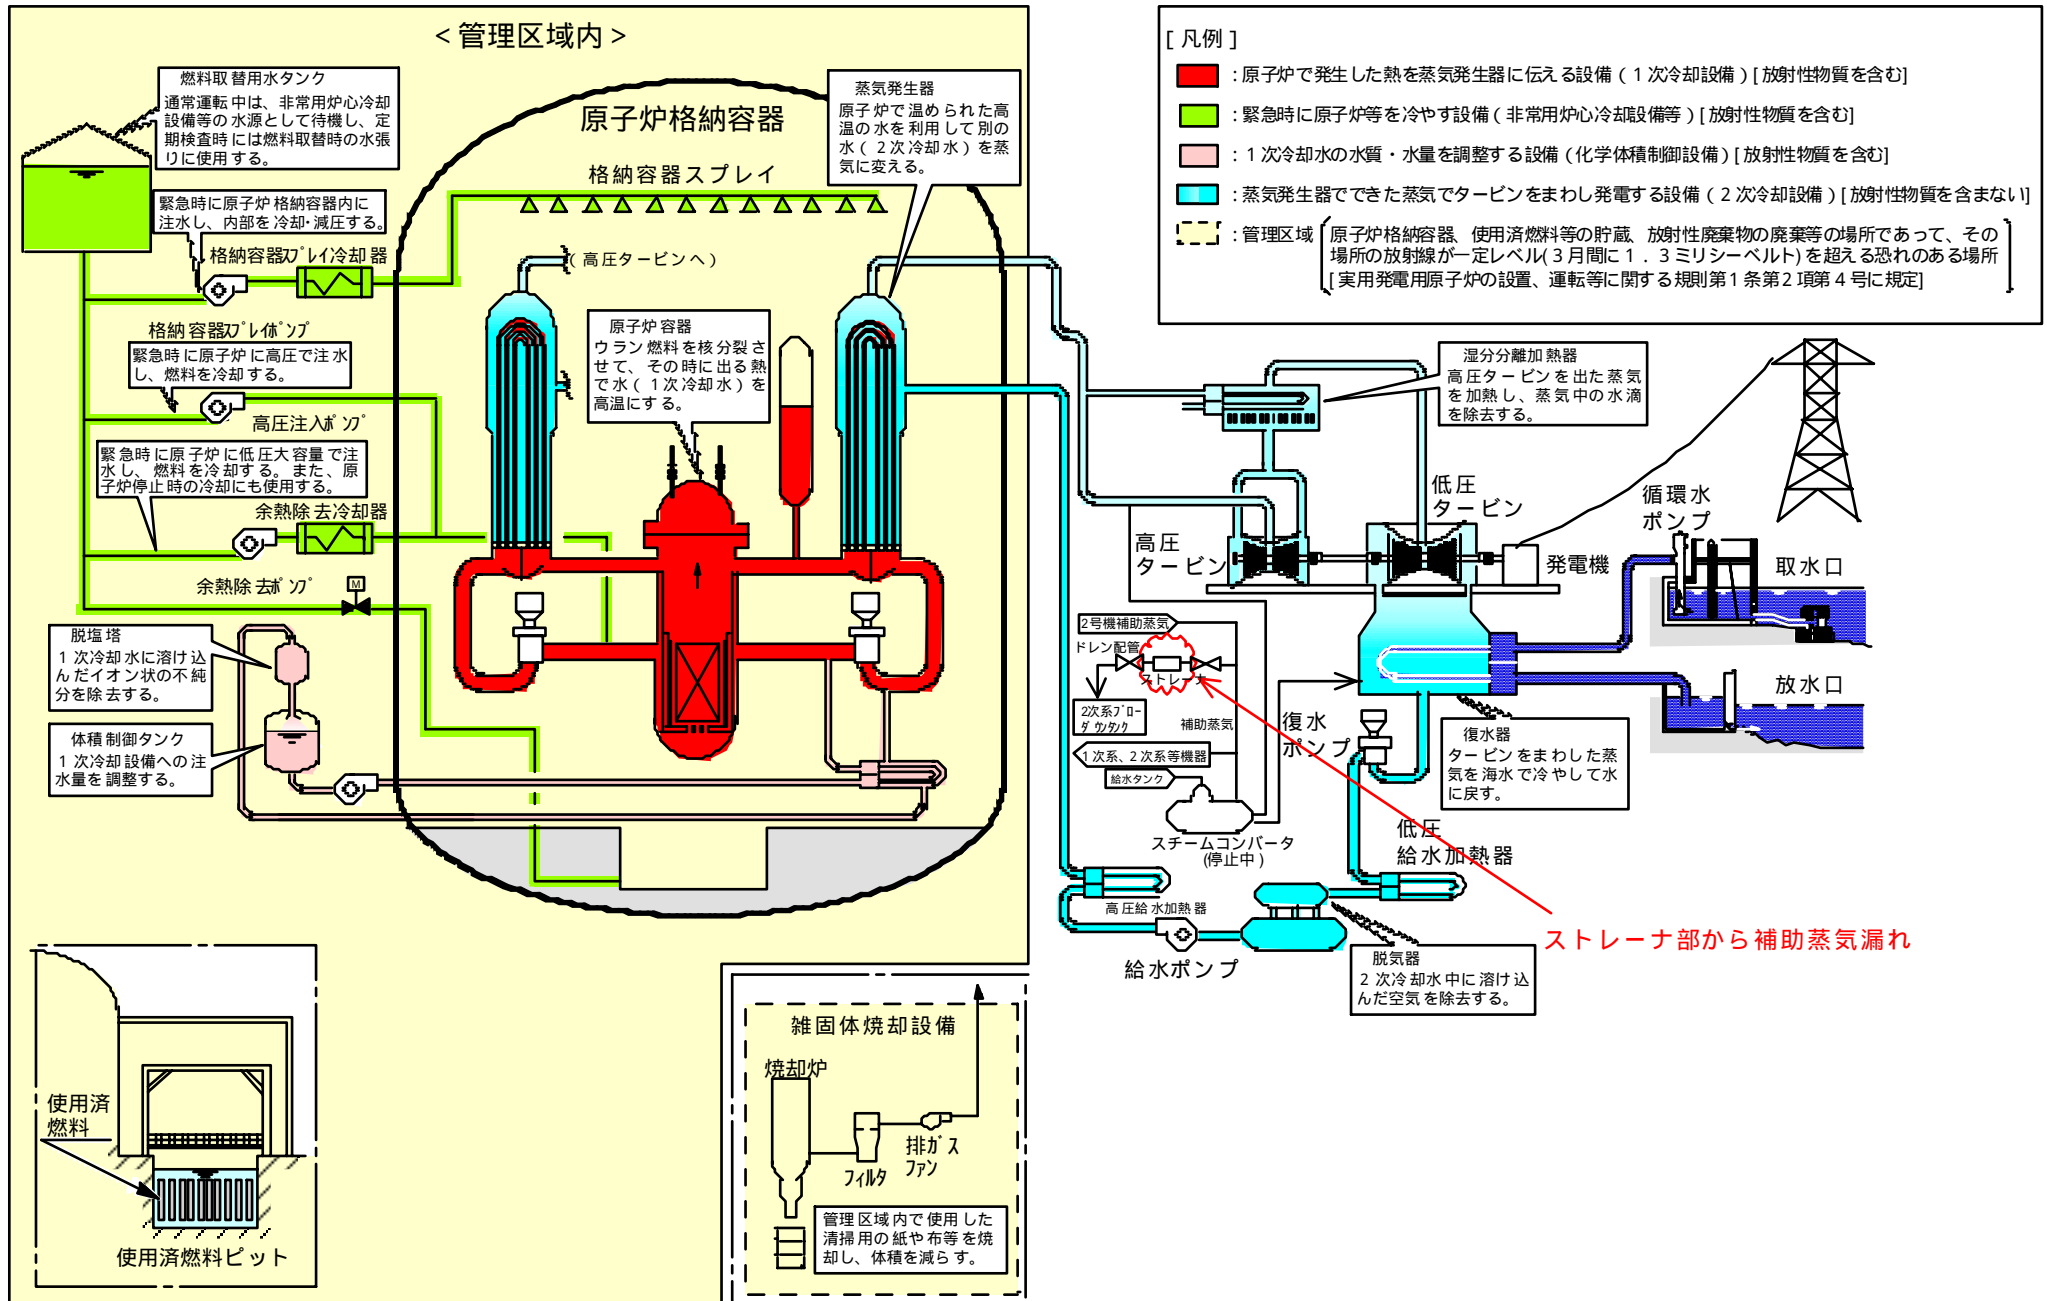 ＜管理区域内＞
燃料取替用水タンク
通常運転中は、非常用炉心冷却
設備等の水源として待機し、定
期検査時には燃料取替時の水張
りに使用する。
緊急時に原子炉格納容器内に
注水し、内部を冷却・減圧する。
格納容器ｽﾌﾟﾚｲ冷却器
格納容器ｽﾌﾟﾚｲﾎﾟﾝﾌﾟ
緊急時に原子炉に高圧で注水
し、燃料を冷却する。
高圧注入ﾎﾟﾝﾌﾟ
緊急時に原子炉に低圧大容量で注
水し、燃料を冷却する。また、原
子炉停止時の冷却にも使用する。
余熱除去冷却器
余熱除去ﾎﾟﾝﾌﾟ
M
脱塩塔
１次冷却水に溶け込
んだイオン状の不純
分を除去する。
体積制御タンク
１次冷却設備への注
水量を調整する。
原子炉格納容器
格納容器スプレイ
（高圧タービンへ）
蒸気発生器
原子炉で温められた高
温の水を利用して別の
水（２次冷却水）を蒸
気に変える。
原子炉容器
ウラン燃料を核分裂さ
せて、その時に出る熱
で水（１次冷却水）を
高温にする。
[凡例]
：原子炉で発生した熱を蒸気発生器に伝える設備（１次冷却設備）[放射性物質を含む]
：緊急時に原子炉等を冷やす設備（非常用炉心冷却設備等）[放射性物質を含む]
：１次冷却水の水質・水量を調整する設備（化学体積制御設備）[放射性物質を含む]
：蒸気発生器でできた蒸気でタービンをまわし発電する設備（２次冷却設備）[放射性物質を含まない]
：管理区域
原子炉格納容器、使用済燃料等の貯蔵、放射性廃棄物の廃棄等の場所であって、その
場所の放射線が一定レベル(３月間に１．３ミリシーベルト)を超える恐れのある場所
[実用発電用原子炉の設置、運転等に関する規則第１条第２項第４号に規定]
湿分分離加熱器
高圧タービンを出た蒸気
を加熱し、蒸気中の水滴
を除去する。
低圧
タービン
高圧
タービン
発電機
循環水
ポンプ
取水口
放水口
2号機補助蒸気
ドレン配管
ストレーナ
2次系ﾌﾞﾛｰ
ﾀﾞｳﾝﾀﾝｸ
補助蒸気
１次系、２次系等機器
給水タンク
スチームコンバータ
(停止中)
復水
ポンプ
復水器
タービンをまわした蒸
気を海水で冷やして水
に戻す。
低圧
給水加熱器
高圧給水加熱器
給水ポンプ
脱気器
２次冷却水中に溶け込
んだ空気を除去する。
ストレーナ部から補助蒸気漏れ
使用済
燃料
使用済燃料ピット
雑固体焼却設備
焼却炉
ﾌｨﾙﾀ
排ｶﾞｽ
ﾌｧﾝ
管理区域内で使用した
清掃用の紙や布等を焼
却し、体積を減らす。